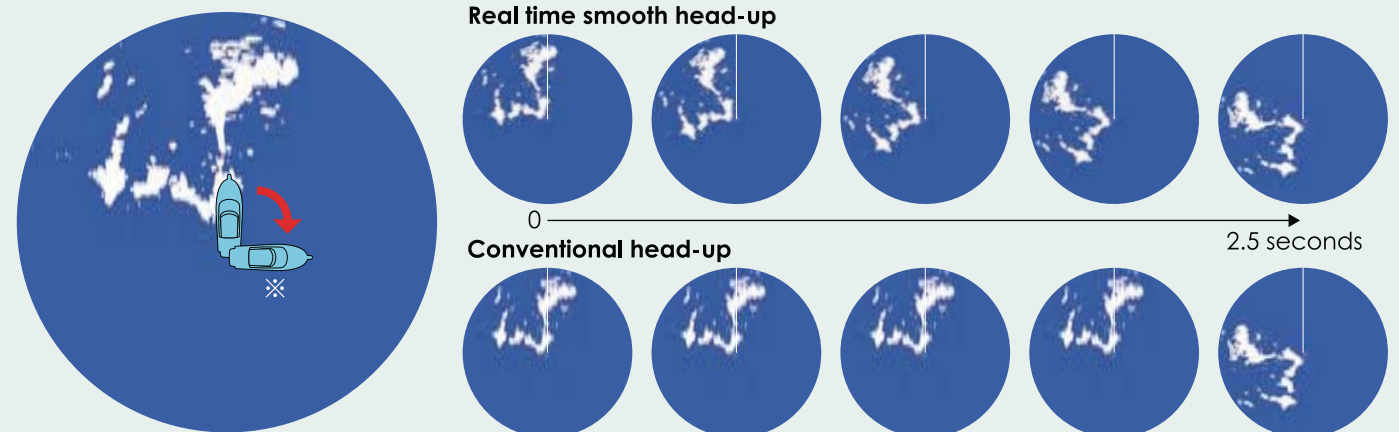 Real time smooth head-up
0
2.5 seconds
Conventional head-up
※